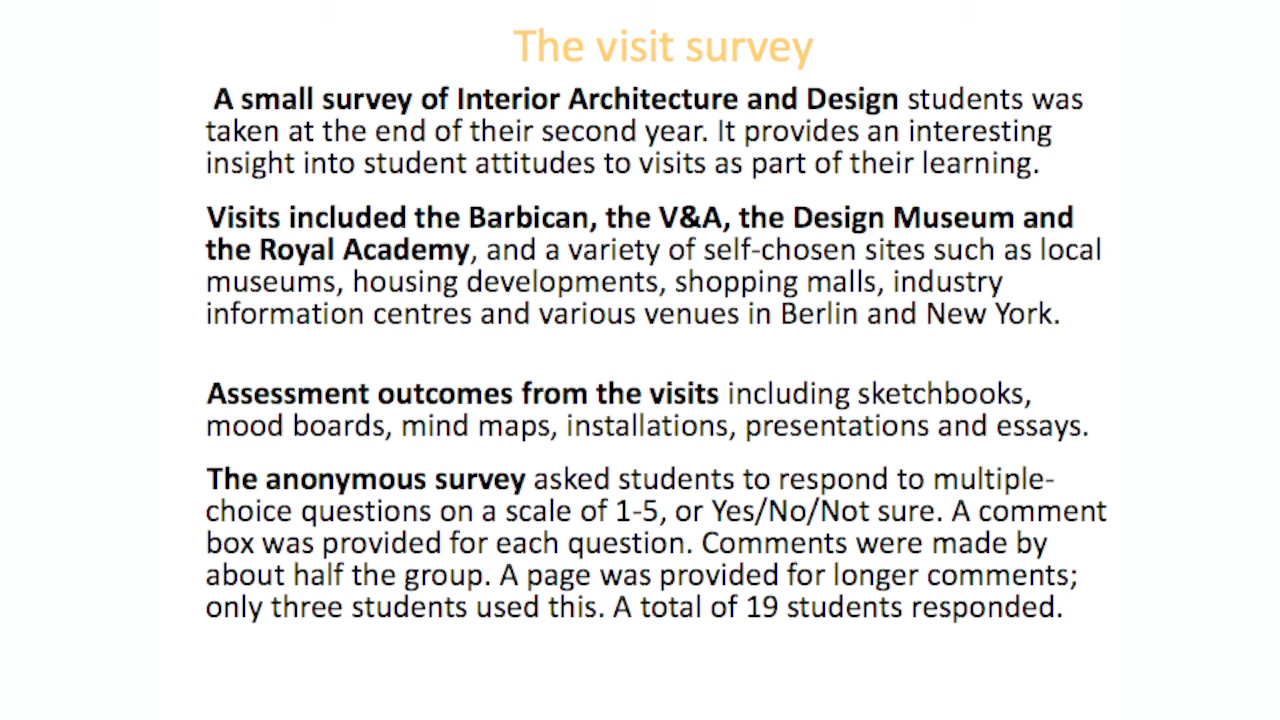 The visit survey
A small survey of Interior Architecture and Design students was
taken at the end of their second year. It provides an interesting
insight into student attitudes to visits as part of their learning.
Visits included the Barbican, the V&A, the Design Museum and
the Royal Academy, and a variety of self-chosen sites such as local
museums, housing developments, shopping malls, industry
information centres and various venues in Berlin and New York.
Assessment outcomes from the visits including sketchbooks,
mood boards, mind maps, installations, presentations and essays.
The anonymous survey asked students to respond to multiple-
choice questions on a scale of 1-5, or Yes/No/Not sure. A comment
box was provided for each question. Comments were made by
about half the group. A page was provided for longer comments;
only three students used this. A total of 19 students responded.